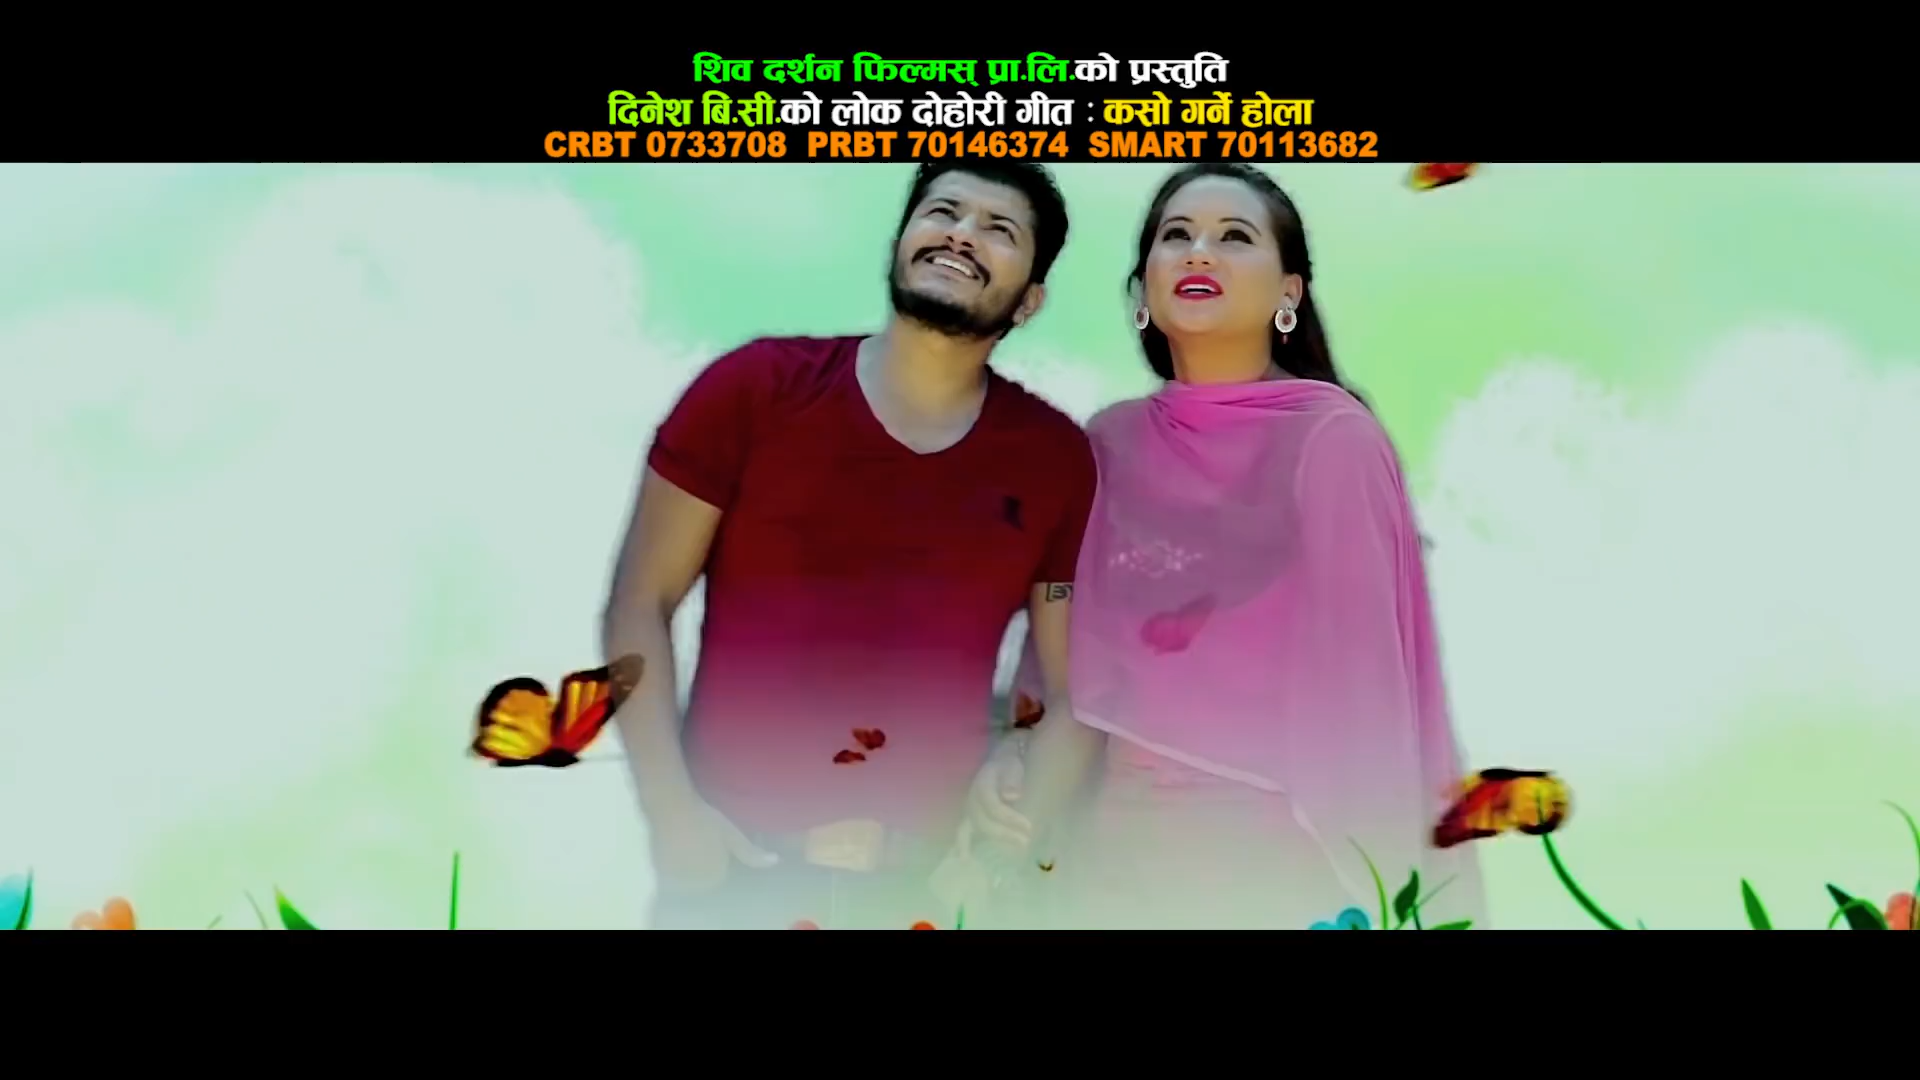 शिव दर्शन फिल्मस् प्रा.लि.को प्रस्तुति
दिनेश बि.सी.को लोक दोहोरी गीत : कसो गर्ने होला
CRBT 0733708 PRBT 70146374 SMART 70113682